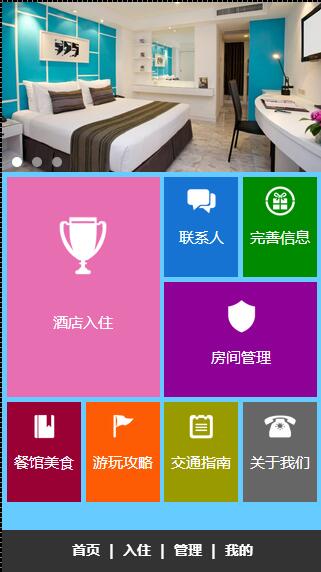 酒店入住
联系人
完善信息
房间管理
餐馆美食
游玩攻略
交通指南
关于我们
首页 | 入住 | 管理 | 我的